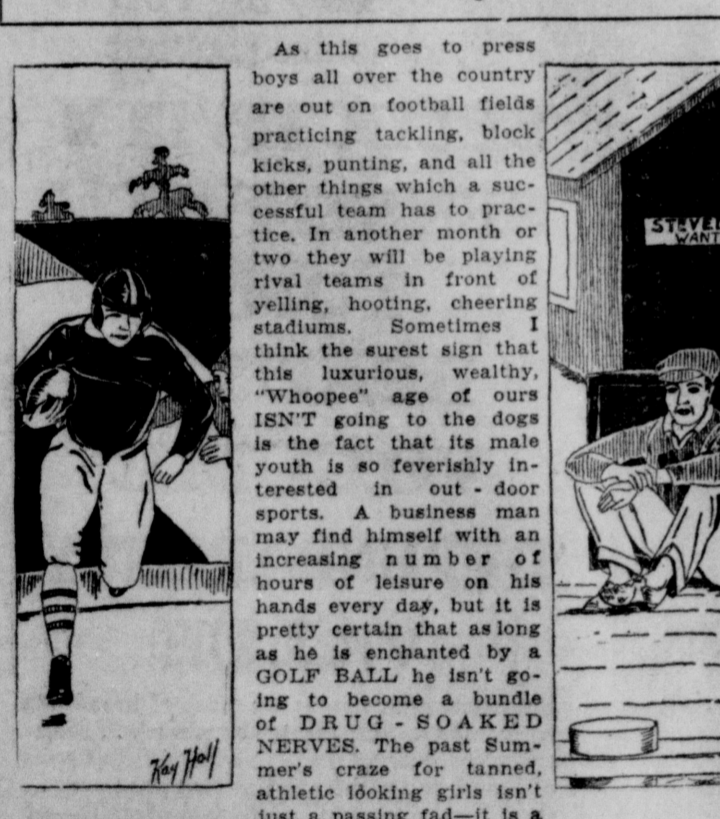 As this goes to press
boys all over the country
are out on football fields
practicing tackling, block
kicks, punting, and all the
other things which a suc-
cessful team has to prac-
tice. In another month or
two they will be playing
rival teams in front of
yelling, hooting, cheering
stadiums. Sometimes I
think the surest sign that
this luxurious, wealthy,
"Whoopee" age of ours
ISN'T going to the dogs
is the fact that its male
youth is so feverishly in-
terested in out - door
sports. A business man
may find himself with an
increasing number of
hours of leisure on his
hands every day, but it is
pretty certain that as long
as he is enchanted by a
GOLF BALL he isn't go-
ing to become a bundle
of DRUG - SOAKED
NERVES. The past Sum-
mer's craze for tanned,
athletic looking girls isn't
just a passing fad—it is a
Kay Hall
STEVE
WANT